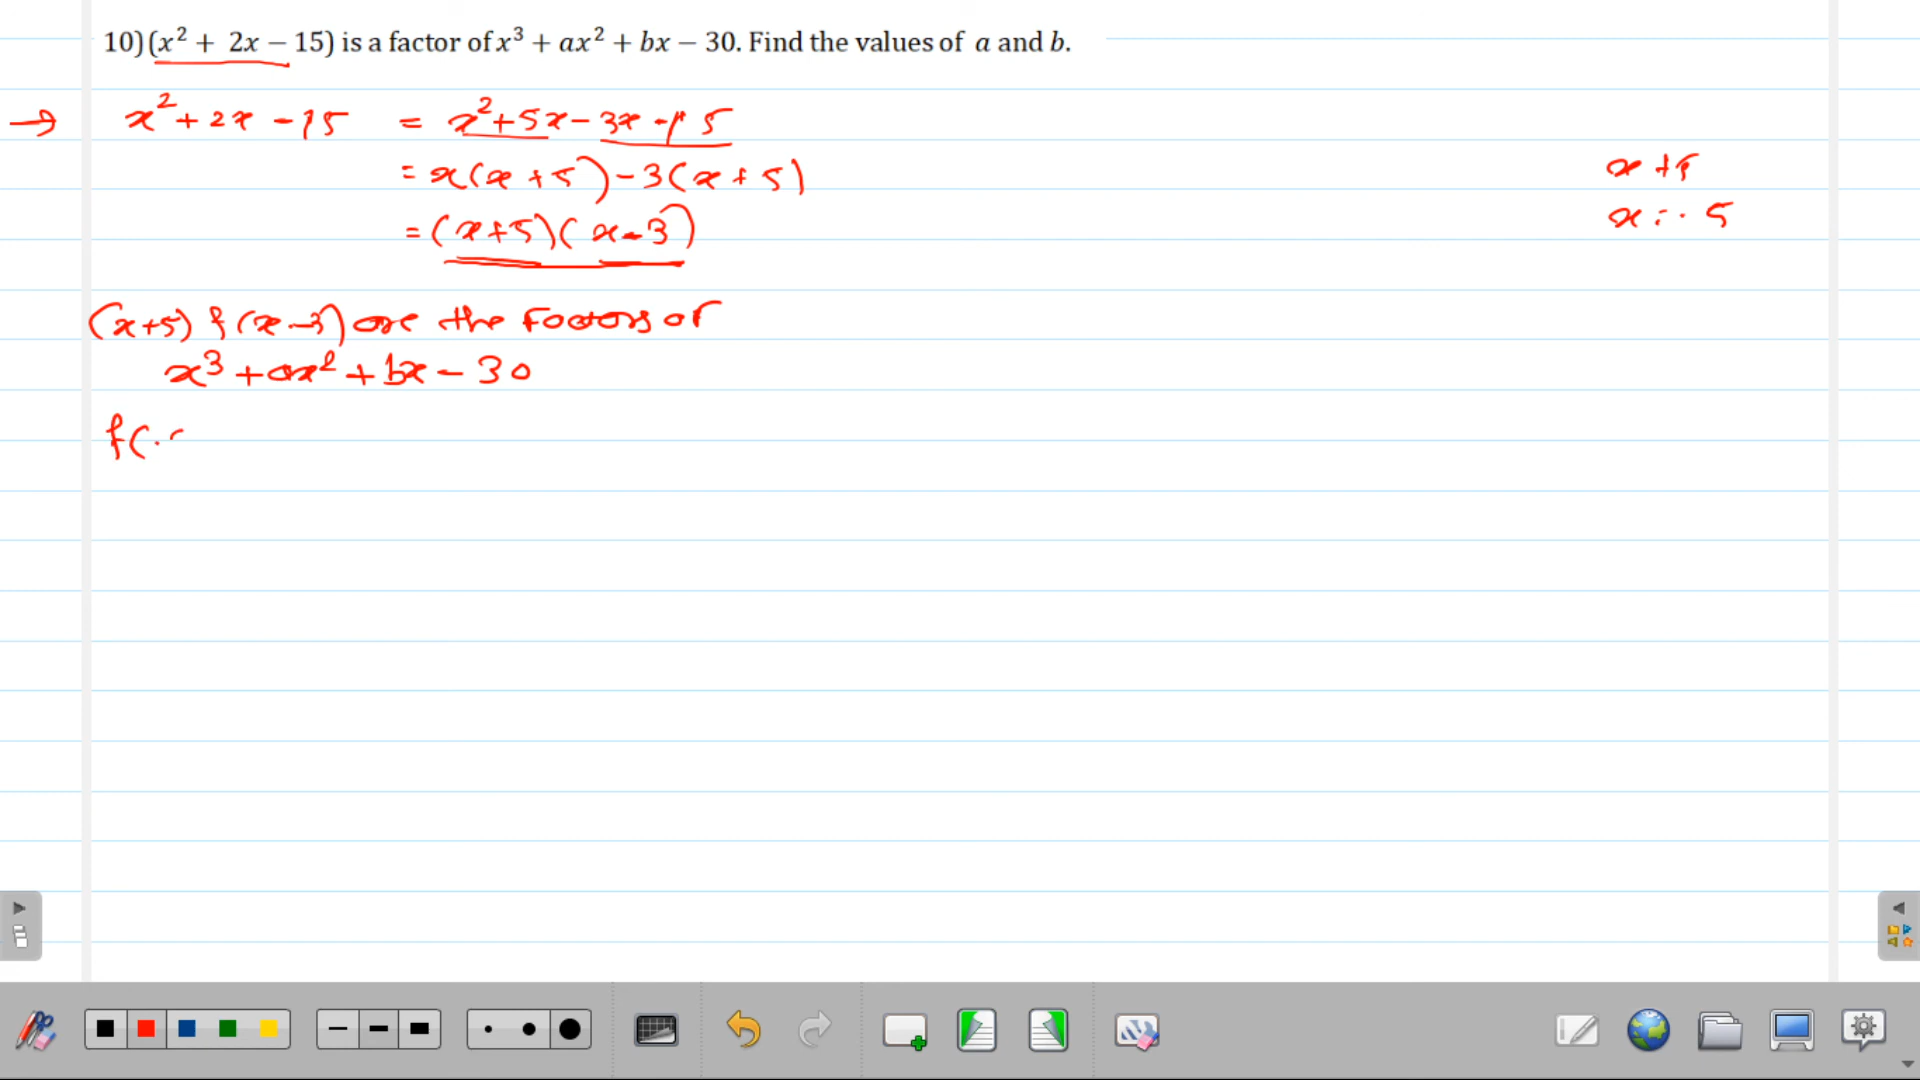 10) (x² + 2x − 15) is a factor of x³ + ax² + bx − 30. Find the values of a and b.
→ x² + 2x - 15 = x² + 5x - 3x - 15
= x(x + 5) - 3(x + 5)
= (x+5)(x-3)
x + 5
x = - 5
(x+5) & (x-3) are the factors of
x³ + ax² + bx - 30
f(-5